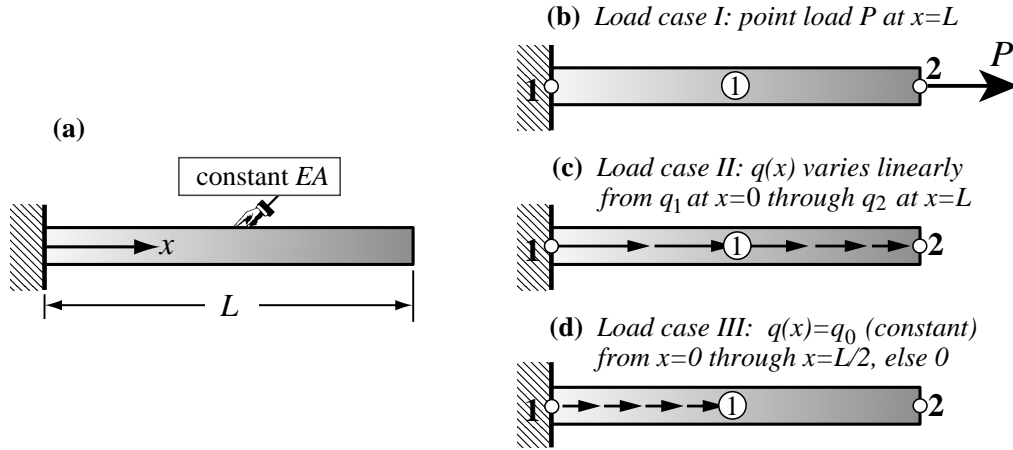 (a)
constant EA
x
L
(b) Load case I: point load P at x=L
1
1
2
P
(c) Load case II: q(x) varies linearly
from q₁ at x=0 through q₂ at x=L
1
1
2
(d) Load case III: q(x)=q₀ (constant)
from x=0 through x=L/2, else 0
1
1
2